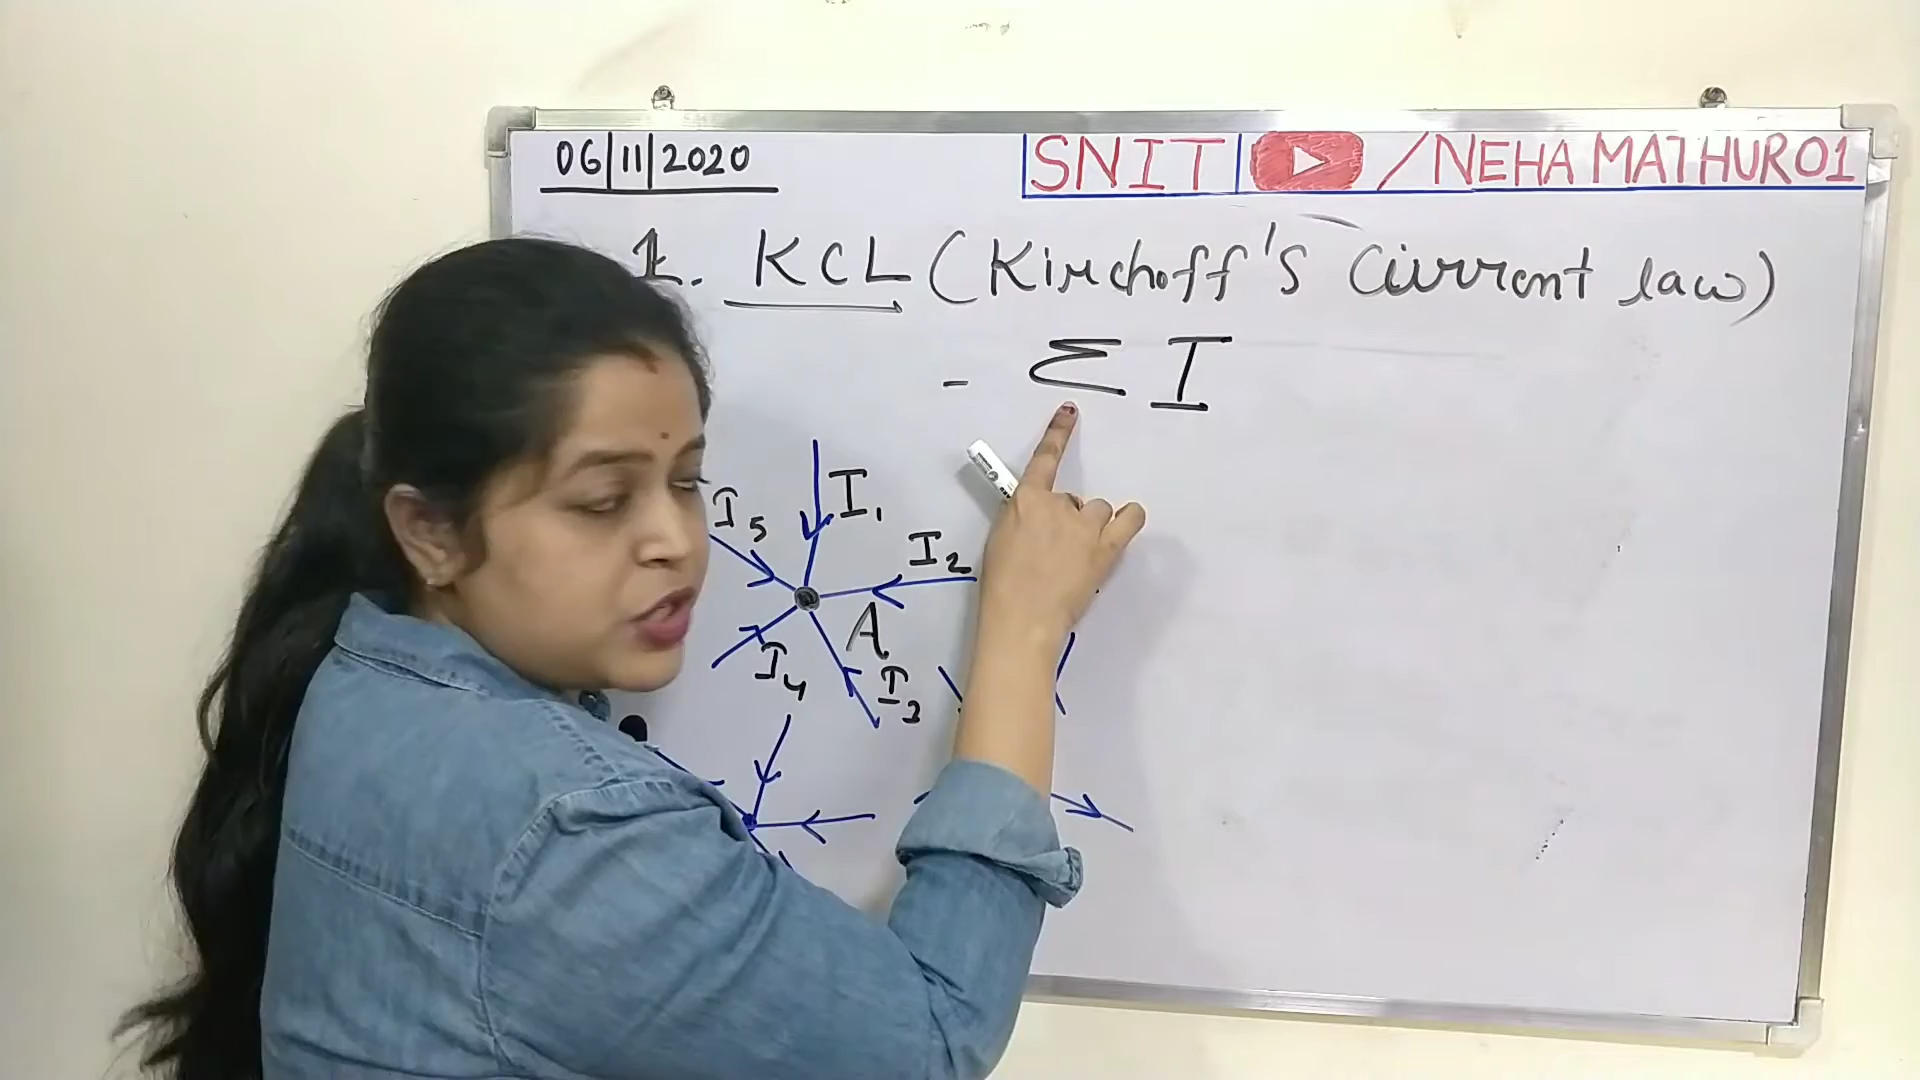 06|11|2020
SNIT /NEHA MATHUR01
1. KCL (Kirchoff's Current law)
- Σ I
I5 I1
I2
A
I4 I3